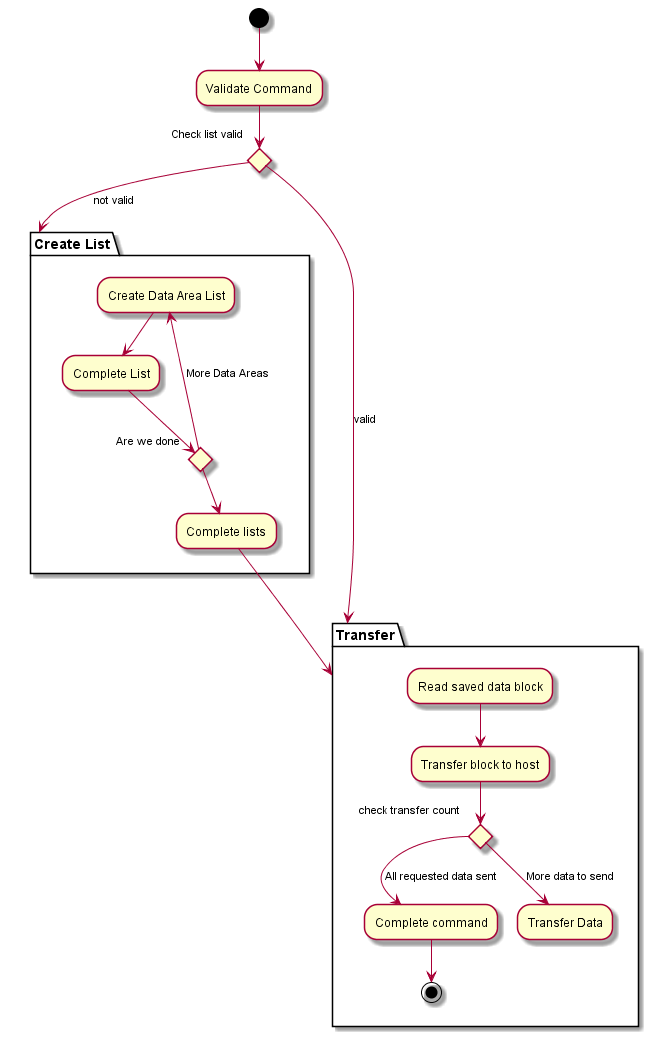 Validate Command
Check list valid
not valid
Create List
Create Data Area List
Complete List
More Data Areas
Are we done
Complete lists
valid
Transfer
Read saved data block
Transfer block to host
check transfer count
All requested data sent
More data to send
Complete command
Transfer Data